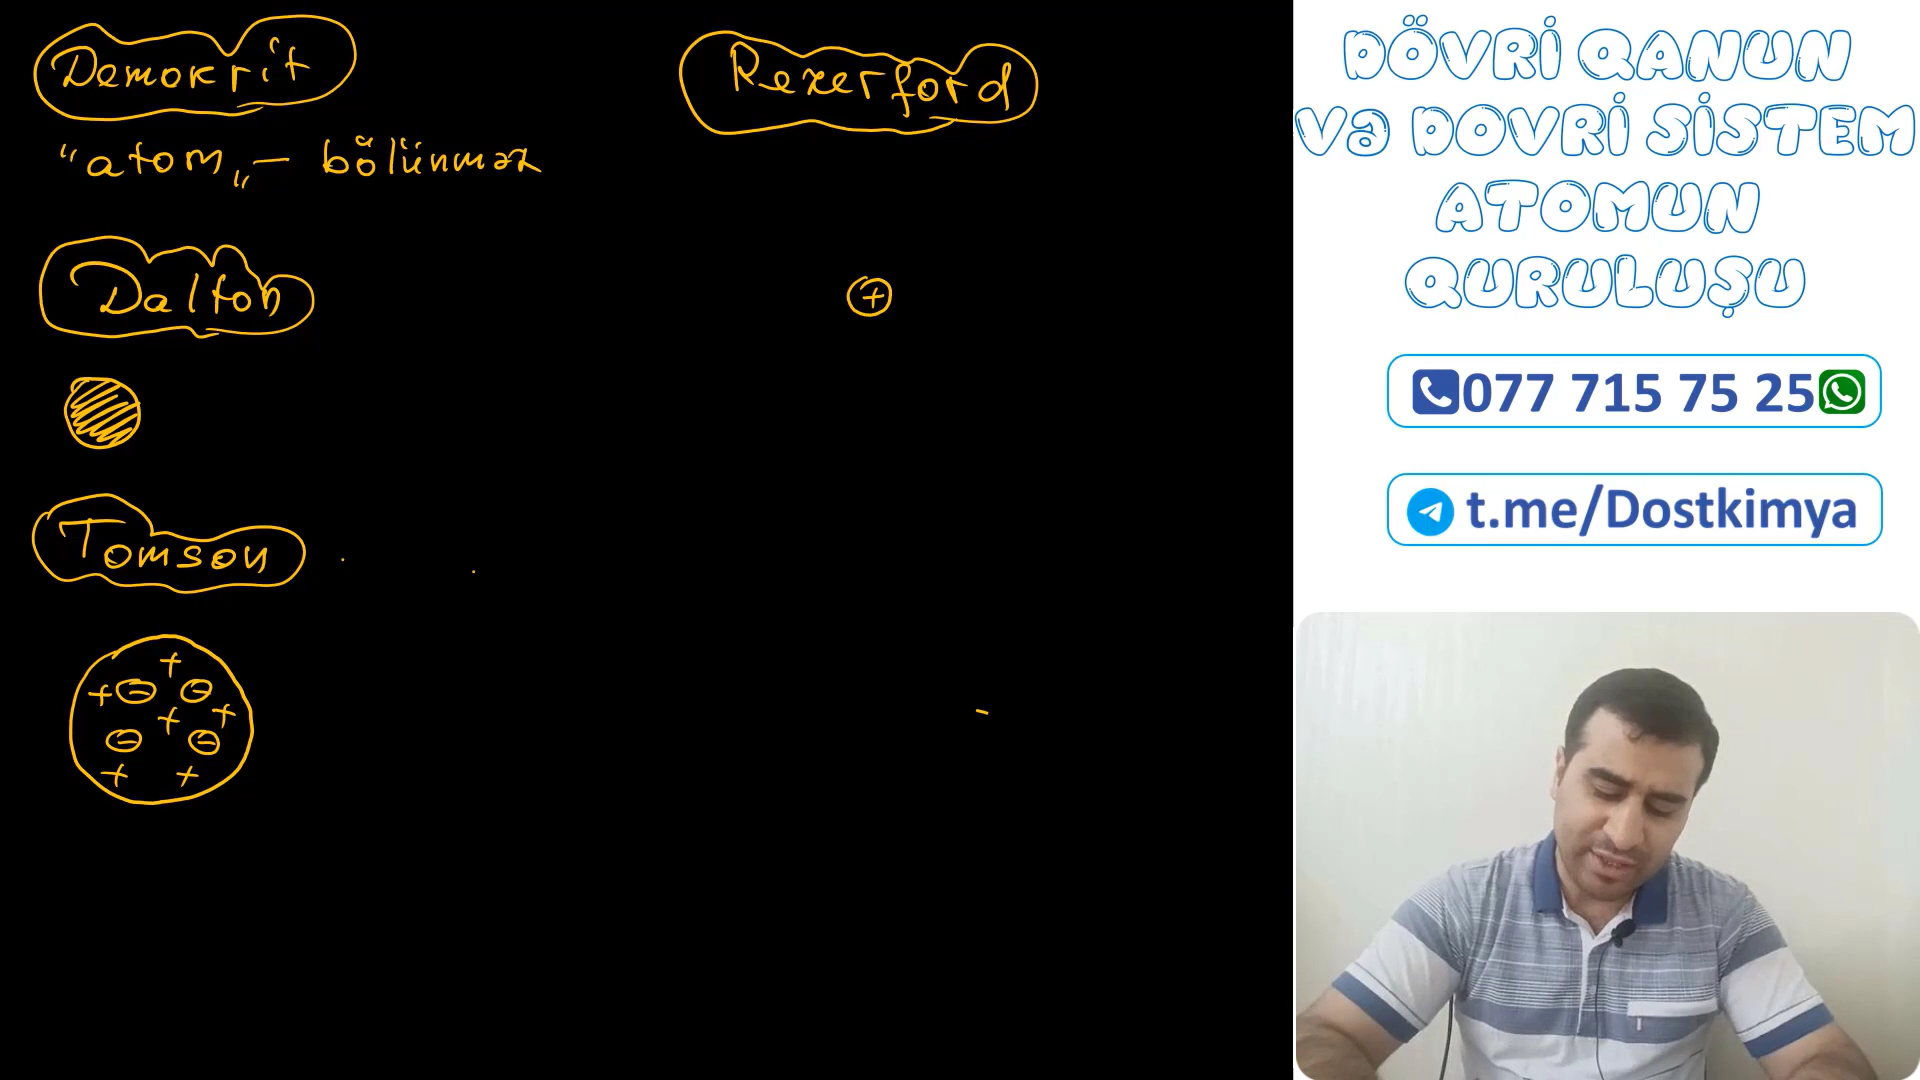 Demokrit
"atom„ - bölünməz
Dalton
Tomson
+
+ - -
+ +
- -
+ +
Rezerford
+
-
DÖVRİ QANUN
VƏ DOVRİ SİSTEM
ATOMUN
QURULUŞU
077 715 75 25
t.me/Dostkimya